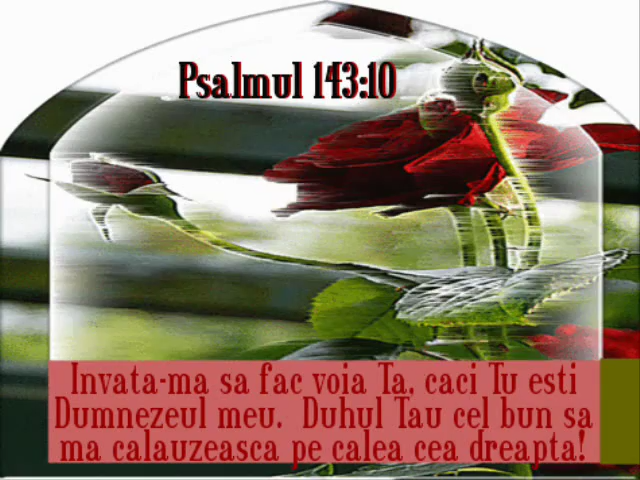 Psalmul 143:10
Invata-ma sa fac voia Ta, caci Tu esti
Dumnezeul meu. Duhul Tau cel bun sa
ma calauzeasca pe calea cea dreapta!